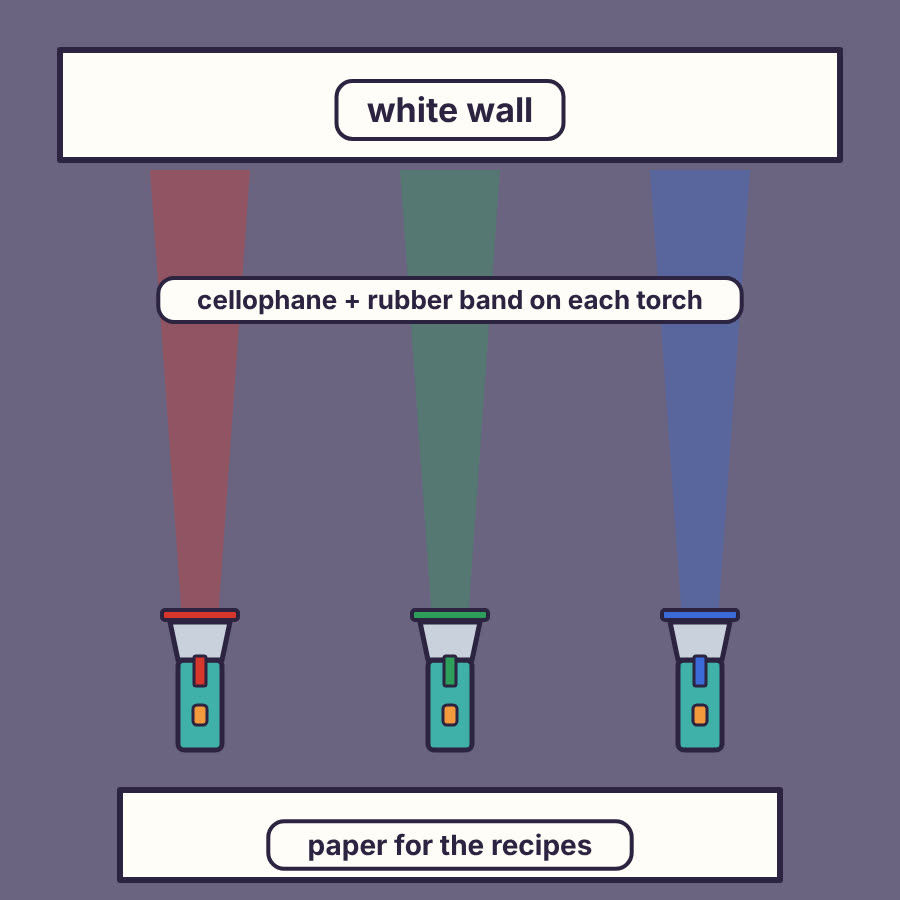 white wall
cellophane + rubber band on each torch
paper for the recipes